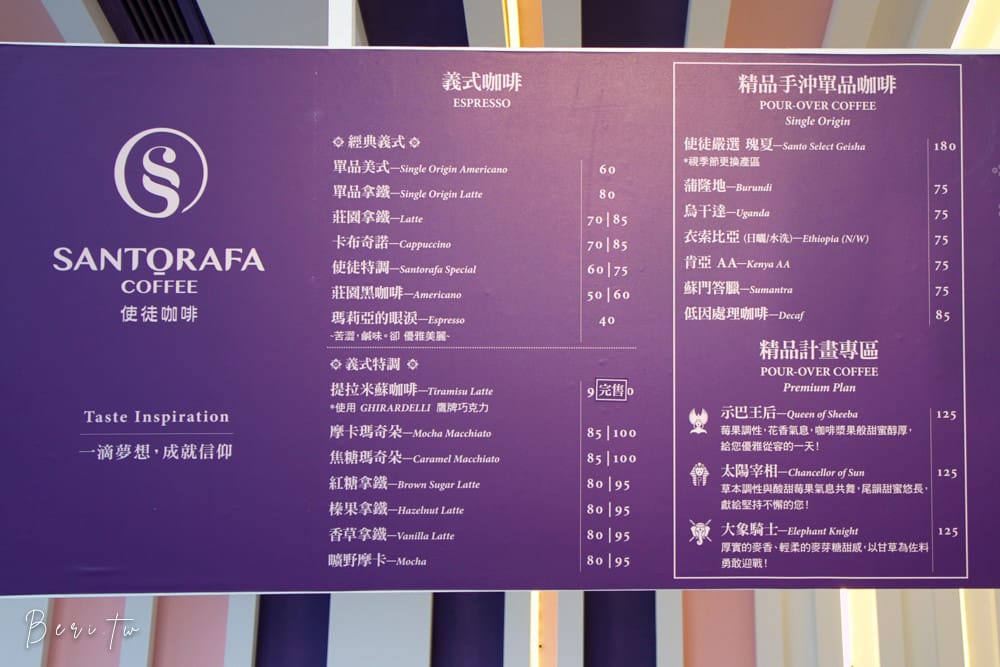 SANTORAFA
COFFEE
使徒咖啡
Taste Inspiration
一滴夢想，成就信仰
義式咖啡
ESPRESSO
經典義式
單品美式—Single Origin Americano 60
單品拿鐵—Single Origin Latte 80
莊園拿鐵—Latte 70|85
卡布奇諾—Cappuccino 70|85
使徒特調—Santorafa Special 60|75
莊園黑咖啡—Americano 50|60
瑪莉亞的眼淚—Espresso 40
~苦澀，鹹味。卻 優雅美麗~
義式特調
提拉米蘇咖啡—Tiramisu Latte 9 完售 0
*使用 GHIRARDELLI 鷹牌巧克力
摩卡瑪奇朵—Mocha Macchiato 85|100
焦糖瑪奇朵—Caramel Macchiato 85|100
紅糖拿鐵—Brown Sugar Latte 80|95
榛果拿鐵—Hazelnut Latte 80|95
香草拿鐵—Vanilla Latte 80|95
曠野摩卡—Mocha 80|95
精品手沖單品咖啡
POUR-OVER COFFEE
Single Origin
使徒嚴選 瑰夏—Santo Select Geisha 180
*視季節更換產區
蒲隆地—Burundi 75
烏干達—Uganda 75
衣索比亞 (日曬/水洗)—Ethiopia (N/W) 75
肯亞 AA—Kenya AA 75
蘇門答臘—Sumantra 75
低因處理咖啡—Decaf 85
精品計畫專區
POUR-OVER COFFEE
Premium Plan
示巴王后—Queen of Sheeba 125
莓果調性，花香氣息，咖啡漿果般甜蜜醇厚，
給您優雅從容的一天！
太陽宰相—Chancellor of Sun 125
草本調性與酸甜莓果氣息共舞，尾韻甜蜜悠長，
獻給堅持不懈的您！
大象騎士—Elephant Knight 125
厚實的麥香、輕柔的麥芽糖甜感，以甘草為佐料
勇敢迎戰！
Beri.tw